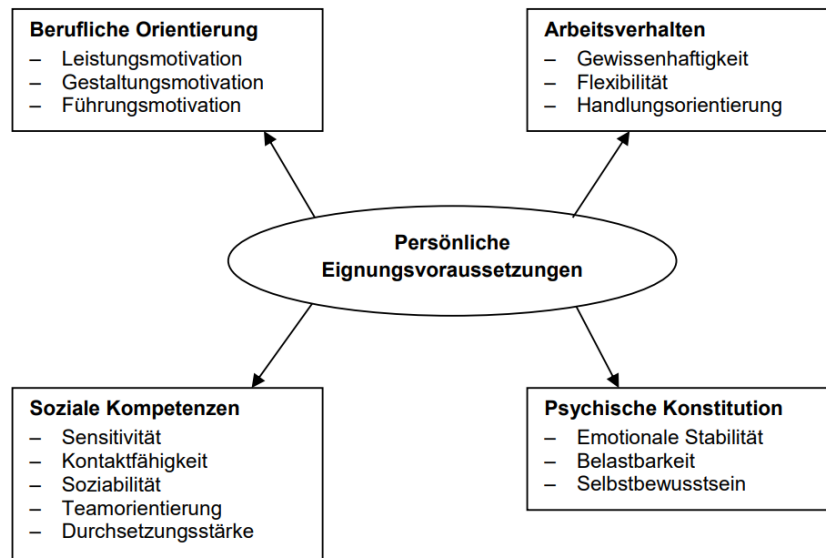 Berufliche Orientierung
– Leistungsmotivation
– Gestaltungsmotivation
– Führungsmotivation
Arbeitsverhalten
– Gewissenhaftigkeit
– Flexibilität
– Handlungsorientierung
Persönliche
Eignungsvoraussetzungen
Soziale Kompetenzen
– Sensitivität
– Kontaktfähigkeit
– Soziabilität
– Teamorientierung
– Durchsetzungsstärke
Psychische Konstitution
– Emotionale Stabilität
– Belastbarkeit
– Selbstbewusstsein